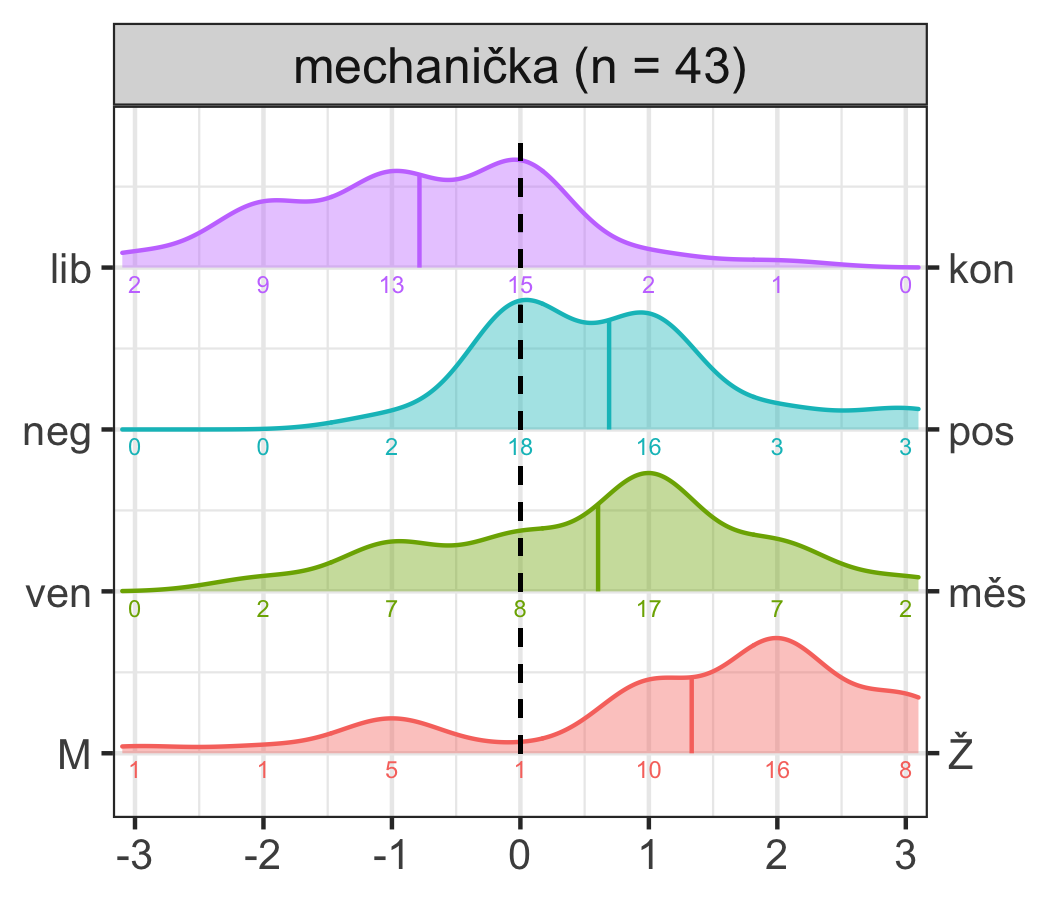 mechanička (n = 43)
lib kon
2 9 13 15 2 1 0
neg pos
0 0 2 18 16 3 3
ven měs
0 2 7 8 17 7 2
M Ž
1 1 5 1 10 16 8
-3 -2 -1 0 1 2 3